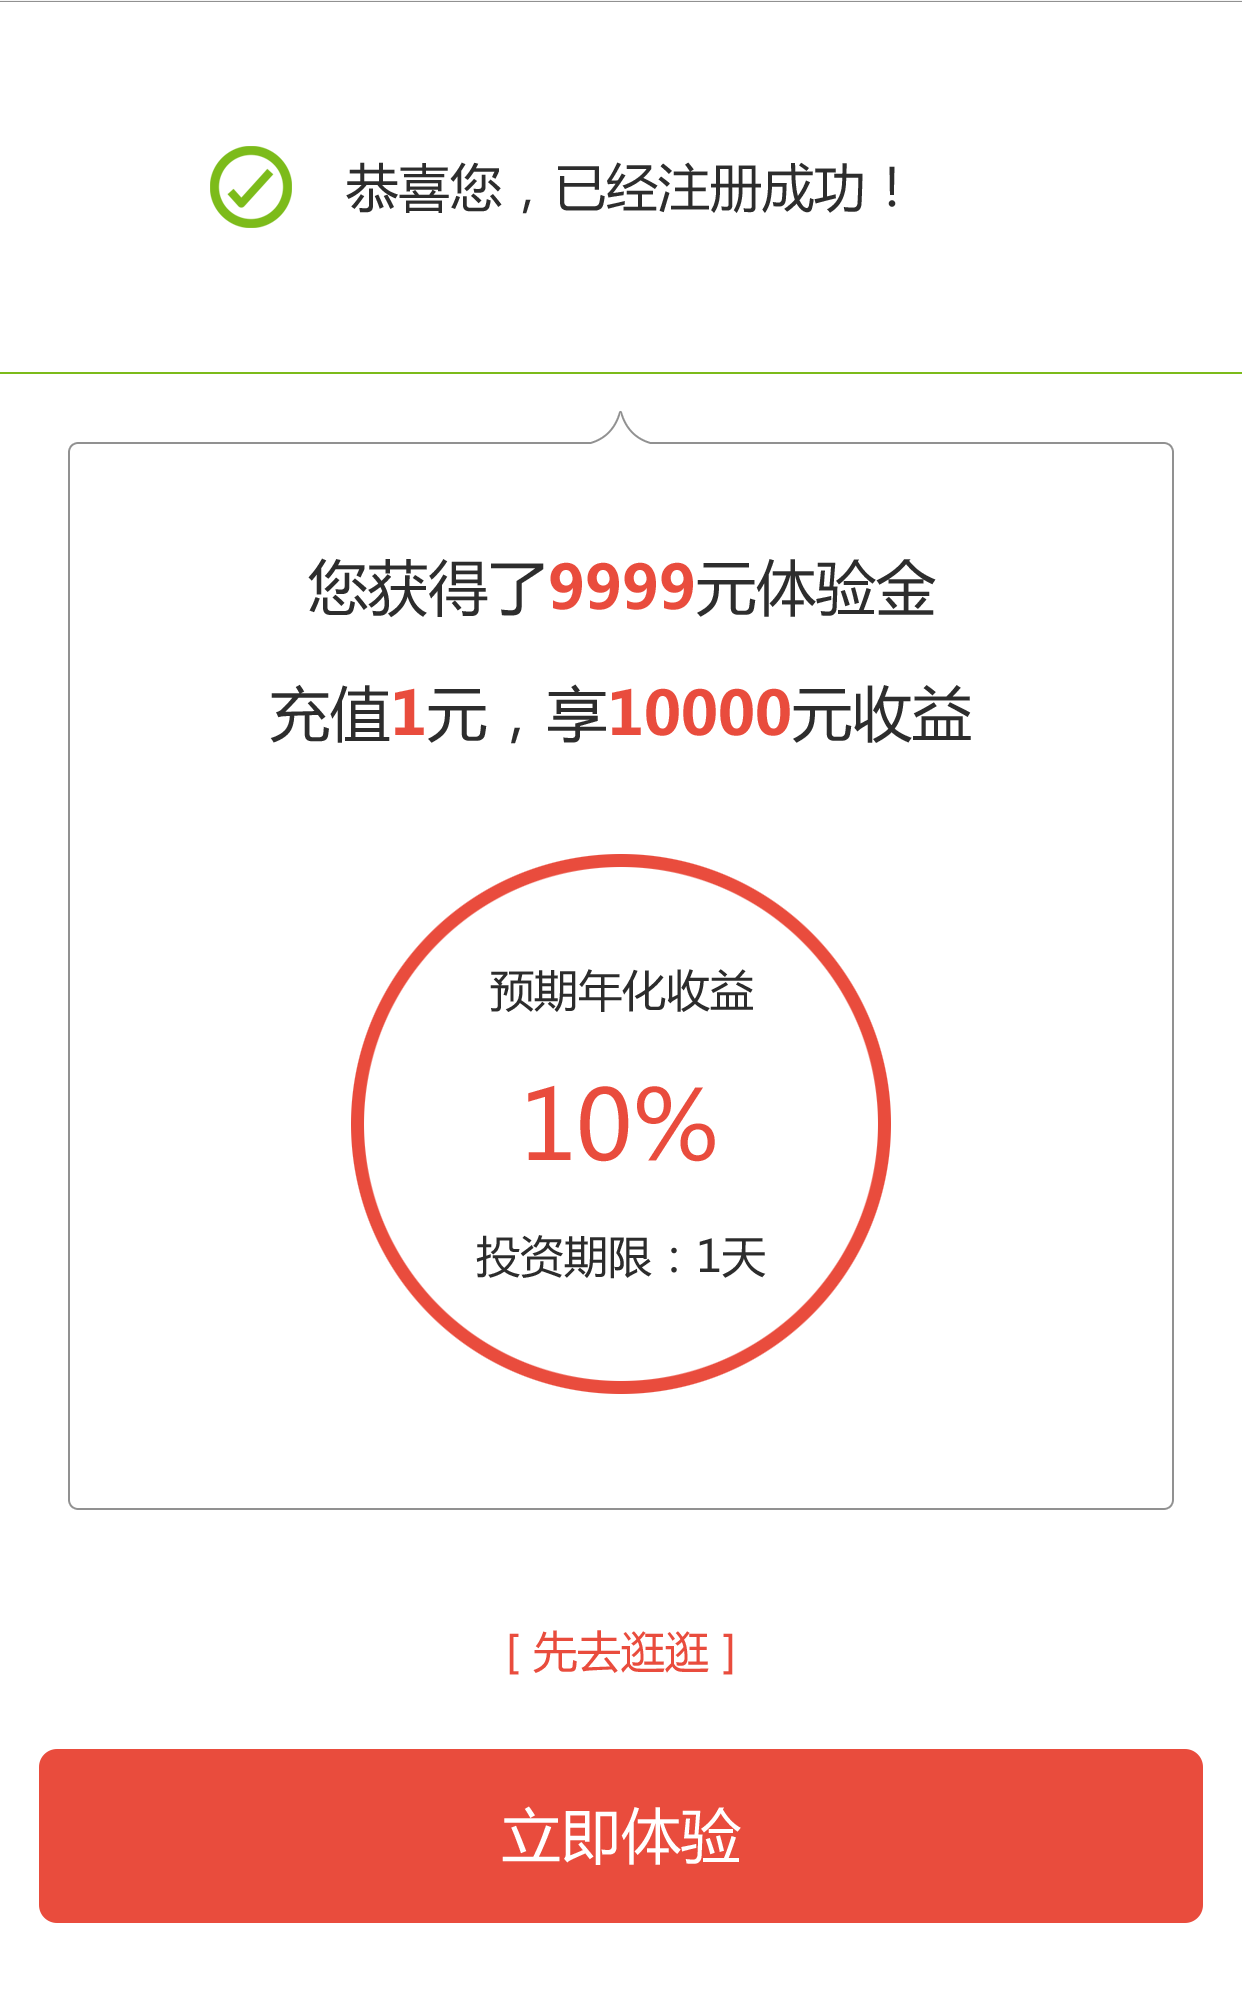 恭喜您，已经注册成功！
您获得了9999元体验金
充值1元，享10000元收益
预期年化收益
10%
投资期限：1天
[ 先去逛逛 ]
立即体验